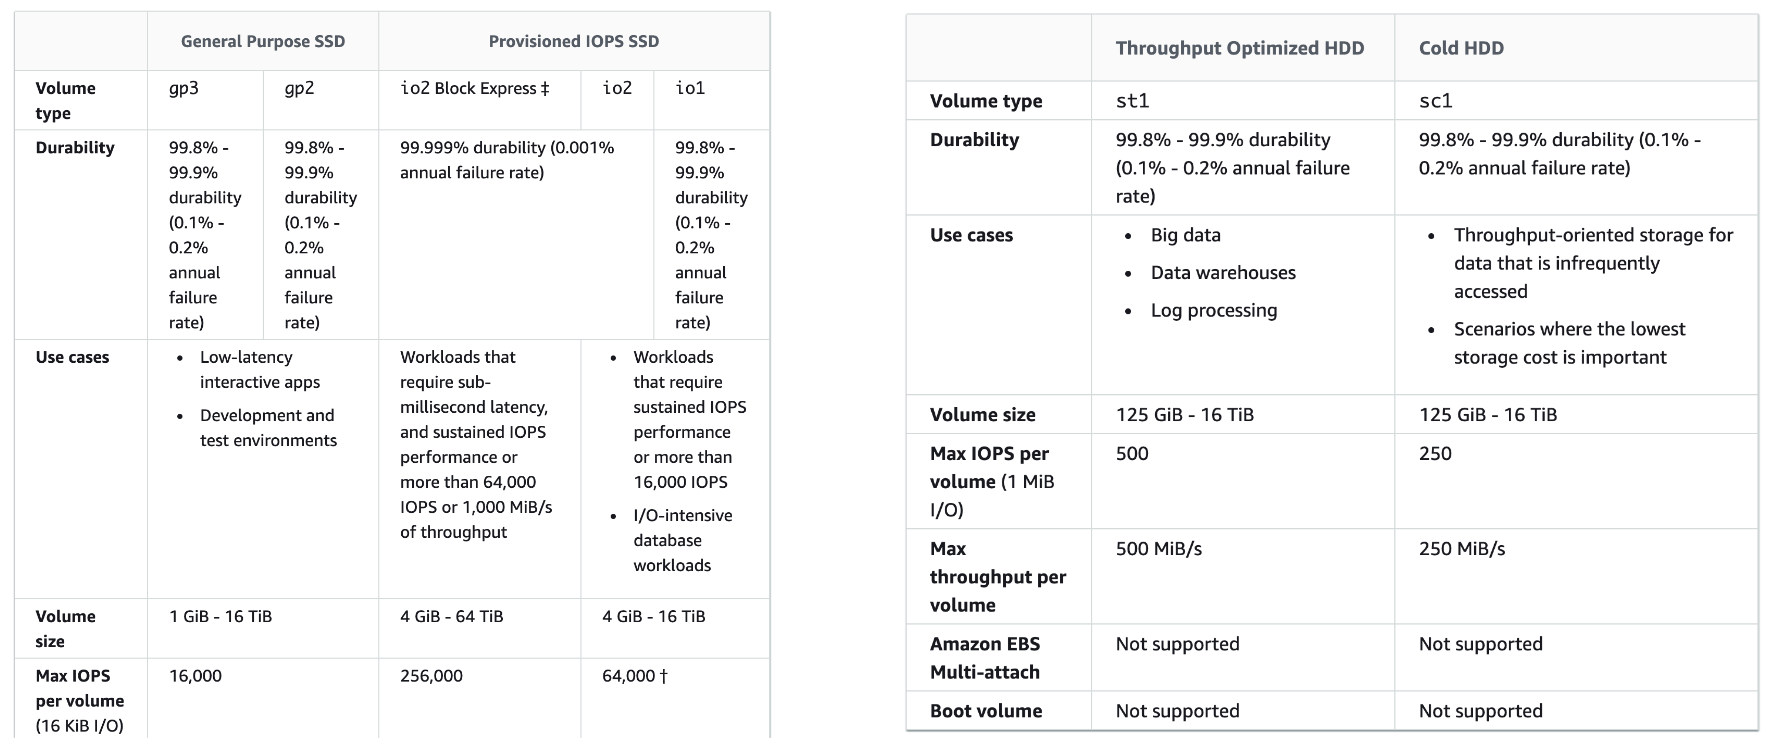 General Purpose SSD
Provisioned IOPS SSD
Volume
type
gp3
gp2
io2 Block Express ‡
io2
io1
Durability
99.8% -
99.9%
durability
(0.1% -
0.2%
annual
failure
rate)
99.8% -
99.9%
durability
(0.1% -
0.2%
annual
failure
rate)
99.999% durability (0.001%
annual failure rate)
99.8% -
99.9%
durability
(0.1% -
0.2%
annual
failure
rate)
Use cases
• Low-latency
interactive apps
• Development and
test environments
Workloads that
require sub-
millisecond latency,
and sustained IOPS
performance or
more than 64,000
IOPS or 1,000 MiB/s
of throughput
• Workloads
that require
sustained IOPS
performance
or more than
16,000 IOPS
• I/O-intensive
database
workloads
Volume
size
1 GiB - 16 TiB
4 GiB - 64 TiB
4 GiB - 16 TiB
Max IOPS
per volume
(16 KiB I/O)
16,000
256,000
64,000 †
Throughput Optimized HDD
Cold HDD
Volume type
st1
sc1
Durability
99.8% - 99.9% durability
(0.1% - 0.2% annual failure
rate)
99.8% - 99.9% durability (0.1% -
0.2% annual failure rate)
Use cases
• Big data
• Data warehouses
• Log processing
• Throughput-oriented storage for
data that is infrequently
accessed
• Scenarios where the lowest
storage cost is important
Volume size
125 GiB - 16 TiB
125 GiB - 16 TiB
Max IOPS per
volume (1 MiB
I/O)
500
250
Max
throughput per
volume
500 MiB/s
250 MiB/s
Amazon EBS
Multi-attach
Not supported
Not supported
Boot volume
Not supported
Not supported